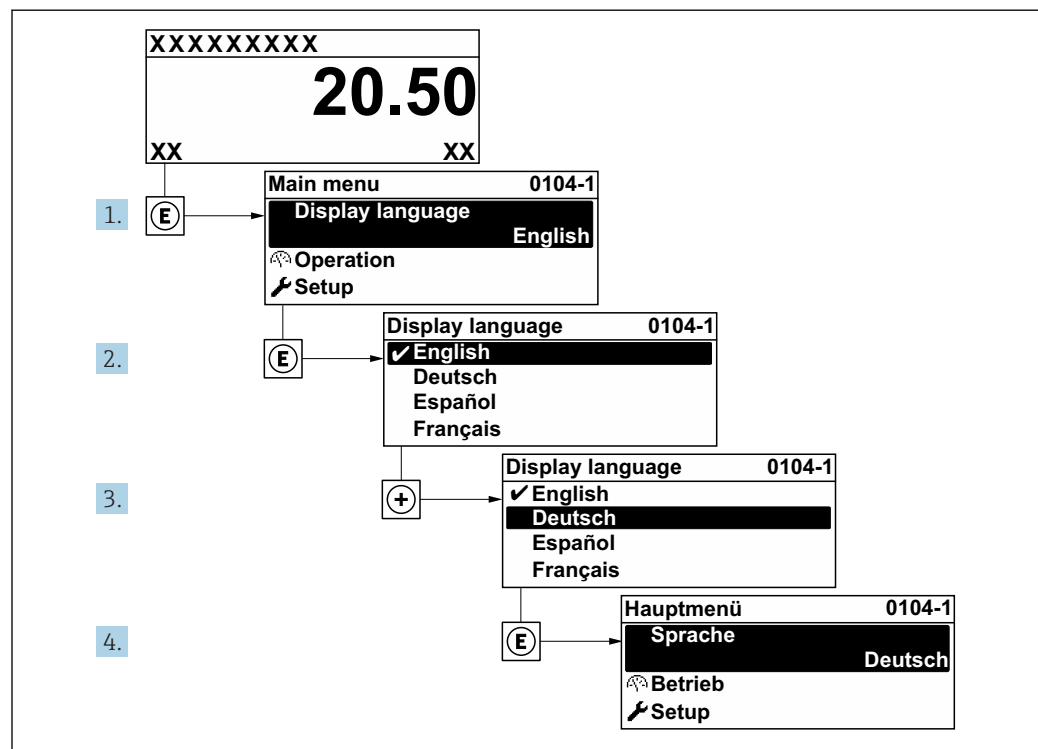 XXXXXXXXX
20.50
XX XX
1. E
Main menu 0104-1
Display language
English
Operation
Setup
2. E
Display language 0104-1
✔English
Deutsch
Español
Français
3. +
Display language 0104-1
✔English
Deutsch
Español
Français
4. E
Hauptmenü 0104-1
Sprache
Deutsch
Betrieb
Setup